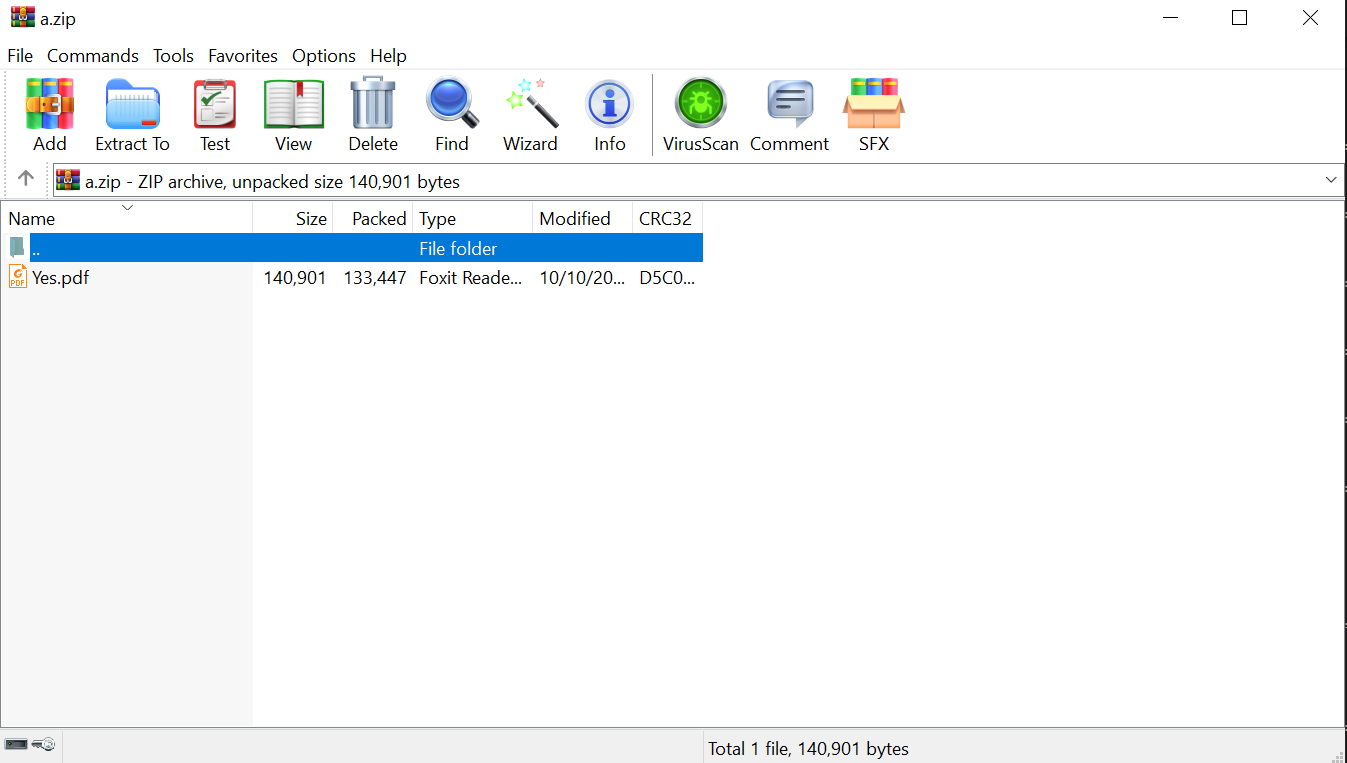 a.zip
File Commands Tools Favorites Options Help
Add Extract To Test View Delete Find Wizard Info VirusScan Comment SFX
a.zip - ZIP archive, unpacked size 140,901 bytes
Name Size Packed Type Modified CRC32
.. File folder
Yes.pdf 140,901 133,447 Foxit Reade... 10/10/20... D5C0...
Total 1 file, 140,901 bytes